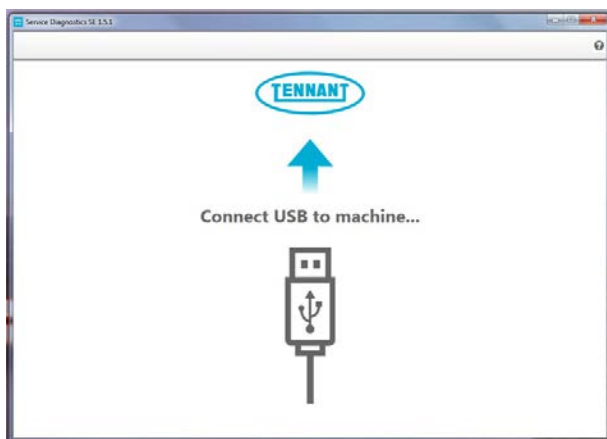 Service Diagnostics SE 1.5.1
TENNANT
Connect USB to machine...